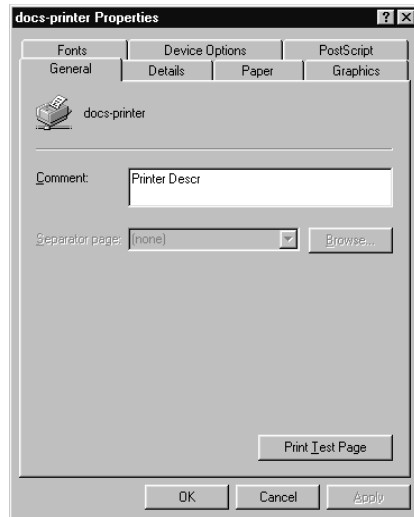 docs-printer Properties
Fonts Device Options PostScript
General Details Paper Graphics
docs-printer
Comment: Printer Descr
Separator page: (none) Browse...
Print Test Page
OK Cancel Apply